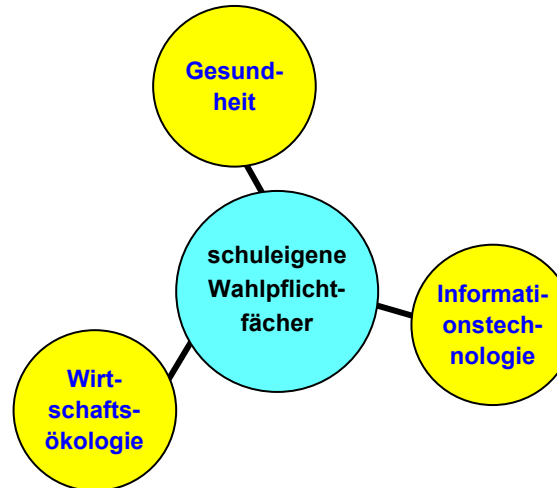 Gesund-
heit
schuleigene
Wahlpflicht-
fächer
Informati-
onstech-
nologie
Wirt-
schafts-
ökologie